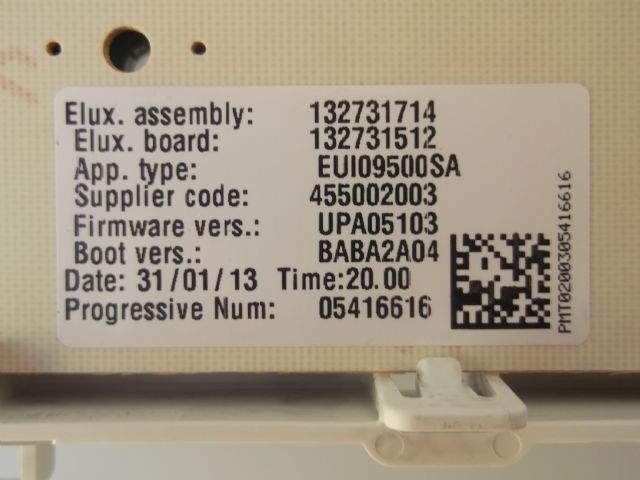 Elux. assembly: 132731714
Elux. board: 132731512
App. type: EUI09500SA
Supplier code: 455002003
Firmware vers.: UPA05103
Boot vers.: BABA2A04
Date: 31/01/13 Time:20.00
Progressive Num: 05416616
PMT0200305416616